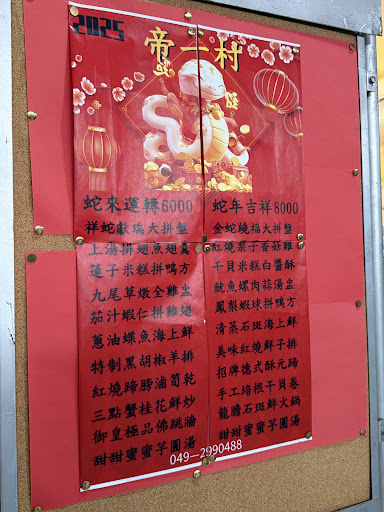 2025
帝一村
蛇來運轉6000
祥蛇獻瑞大拼盤
上湯排翅魚翅羹
蓮子米糕拼鴨方
九尾草燉全雞盅
茄汁蝦仁拼雞翅
蔥油蝶魚海上鮮
特制黑胡椒羊排
紅燒蹄膀滷筍乾
三點蟹桂花鮮炒
御皇極品佛跳牆
甜甜蜜蜜芋圓湯
蛇年吉祥8000
金蛇繞福大拼盤
紅燒栗子香菇雞
干貝米糕白醬酥
魷魚螺肉蒜湯盅
鳳梨蝦球拼鴨方
清蒸石斑海上鮮
美味紅燒鮮子排
招牌德式酥元蹄
手工培根干貝卷
龍膽石斑鮮火鍋
甜甜蜜蜜芋圓湯
049-2990488